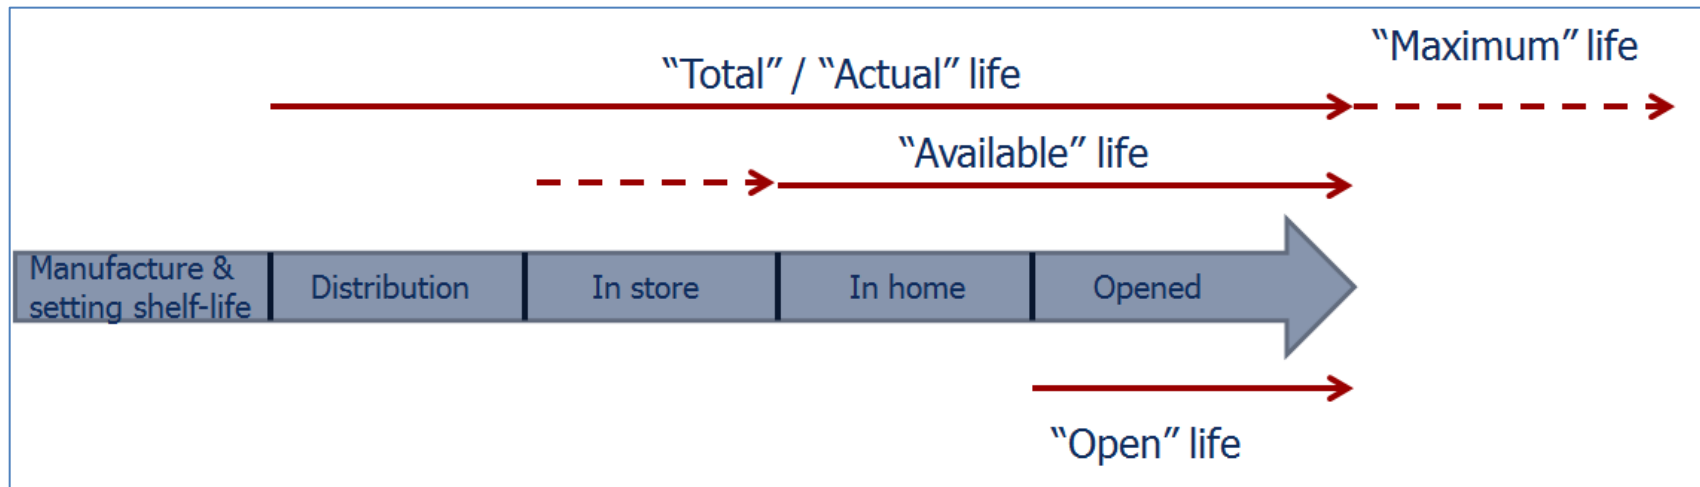 “Maximum” life
“Total” / “Actual” life
“Available” life
Manufacture &
setting shelf-life
Distribution
In store
In home
Opened
“Open” life